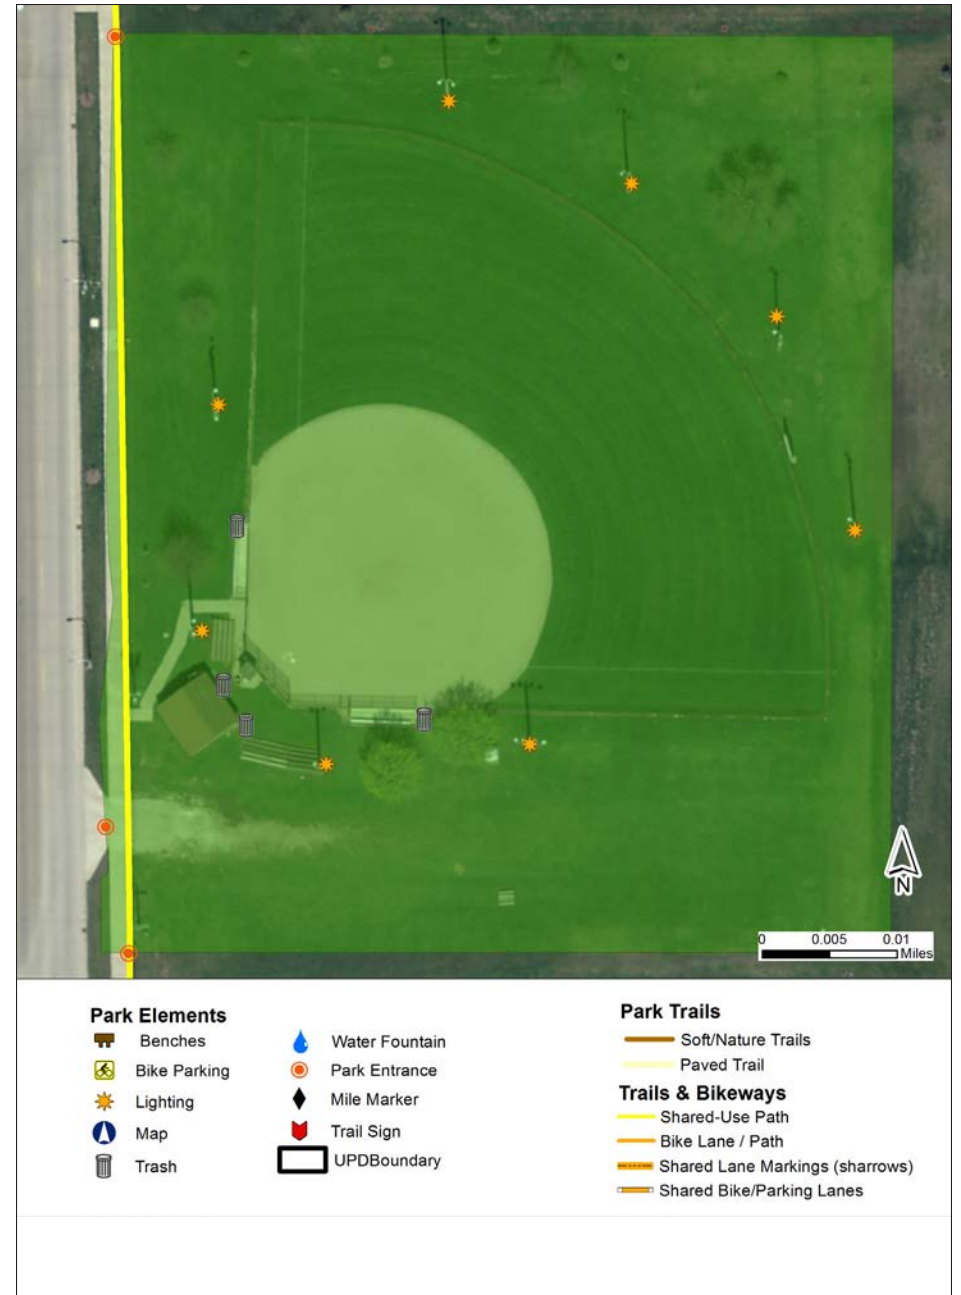 N
0 0.005 0.01
Miles
Park Elements
Benches
Bike Parking
Lighting
Map
Trash
Water Fountain
Park Entrance
Mile Marker
Trail Sign
UPDBoundary
Park Trails
Soft/Nature Trails
Paved Trail
Trails & Bikeways
Shared-Use Path
Bike Lane / Path
Shared Lane Markings (sharrows)
Shared Bike/Parking Lanes